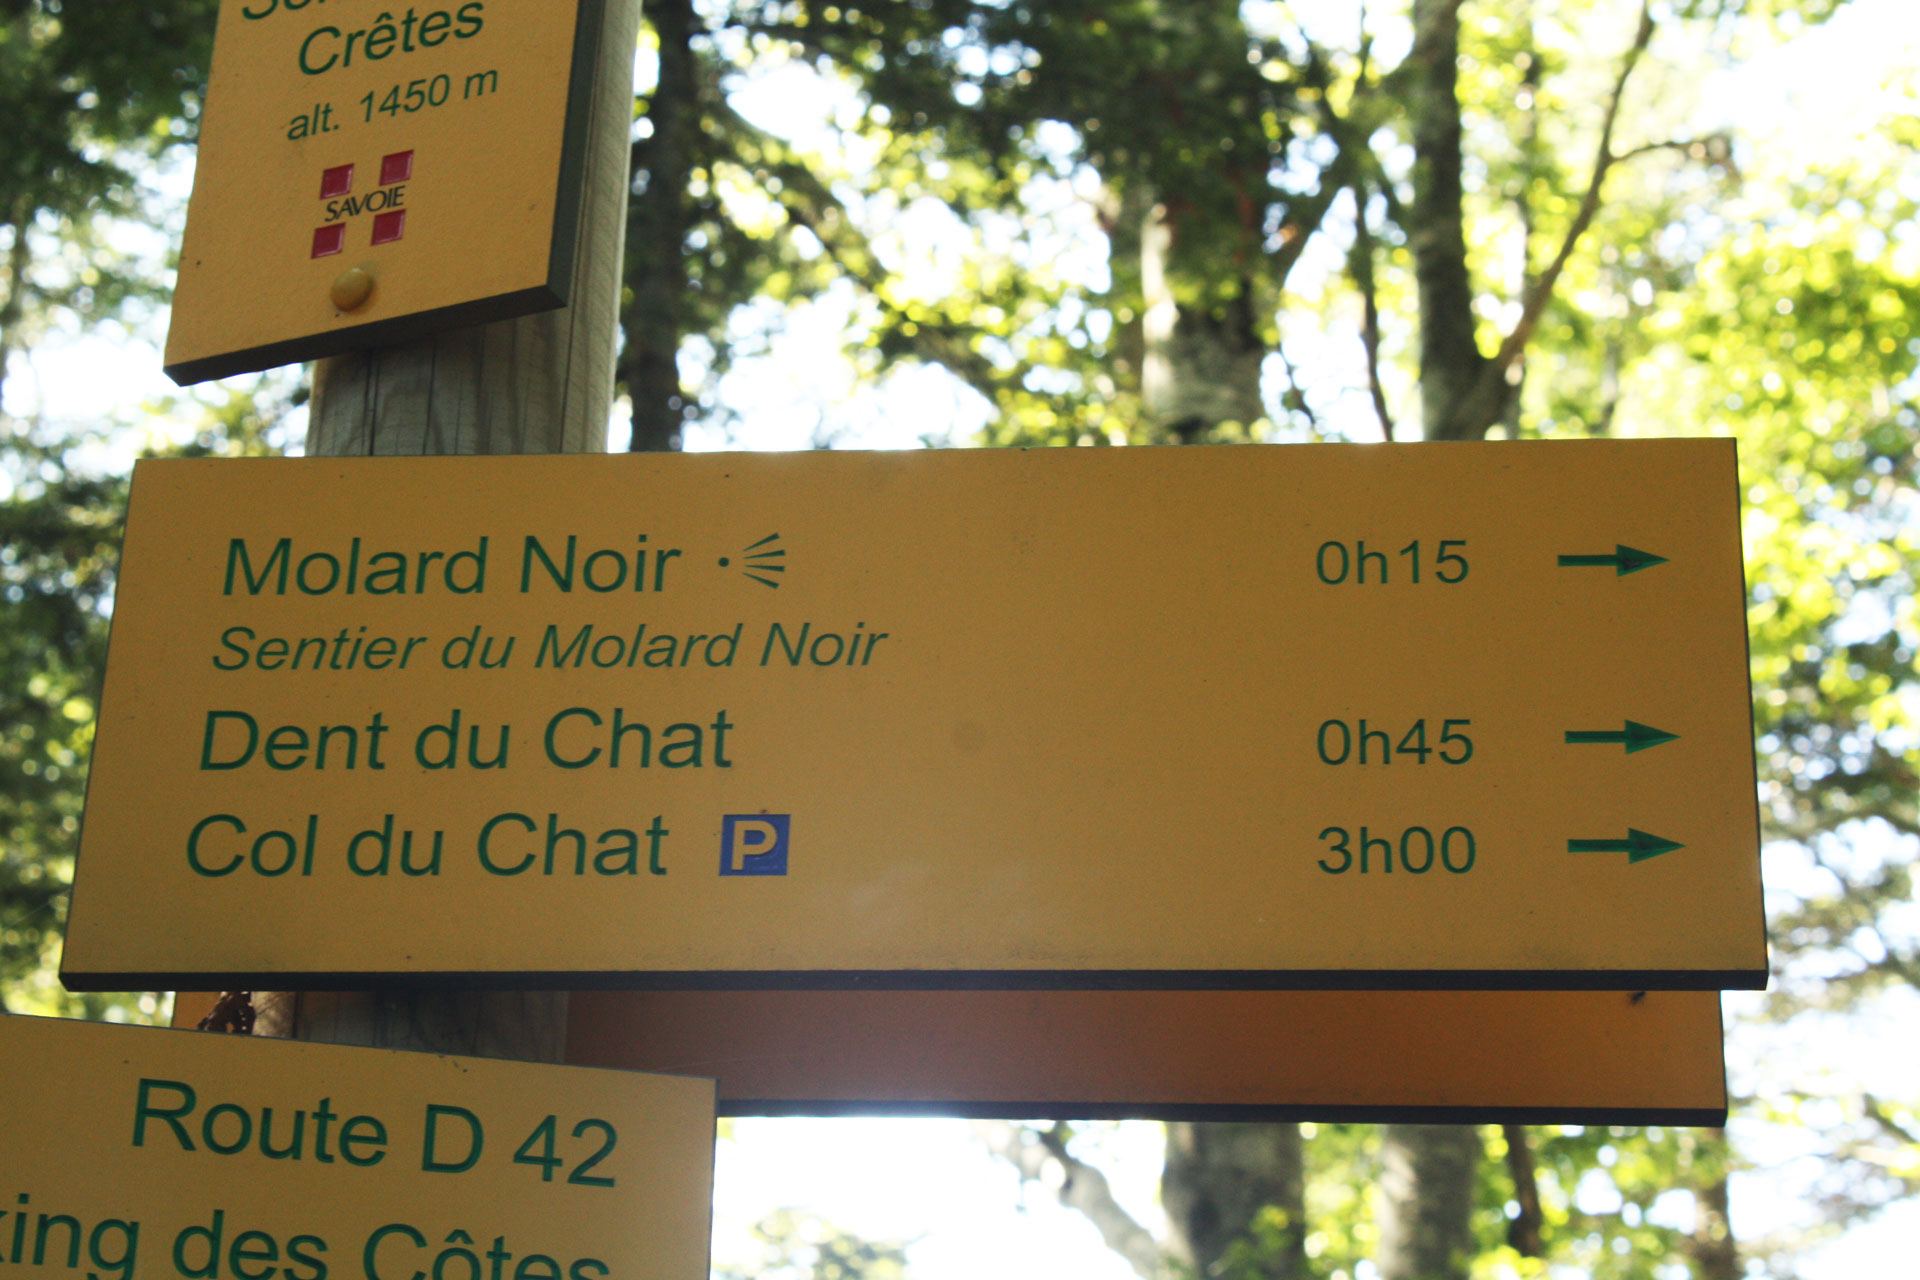 Crêtes
alt. 1450 m
SAVOIE
Molard Noir 0h15
Sentier du Molard Noir
Dent du Chat 0h45
Col du Chat P 3h00
Route D 42
des Côtes